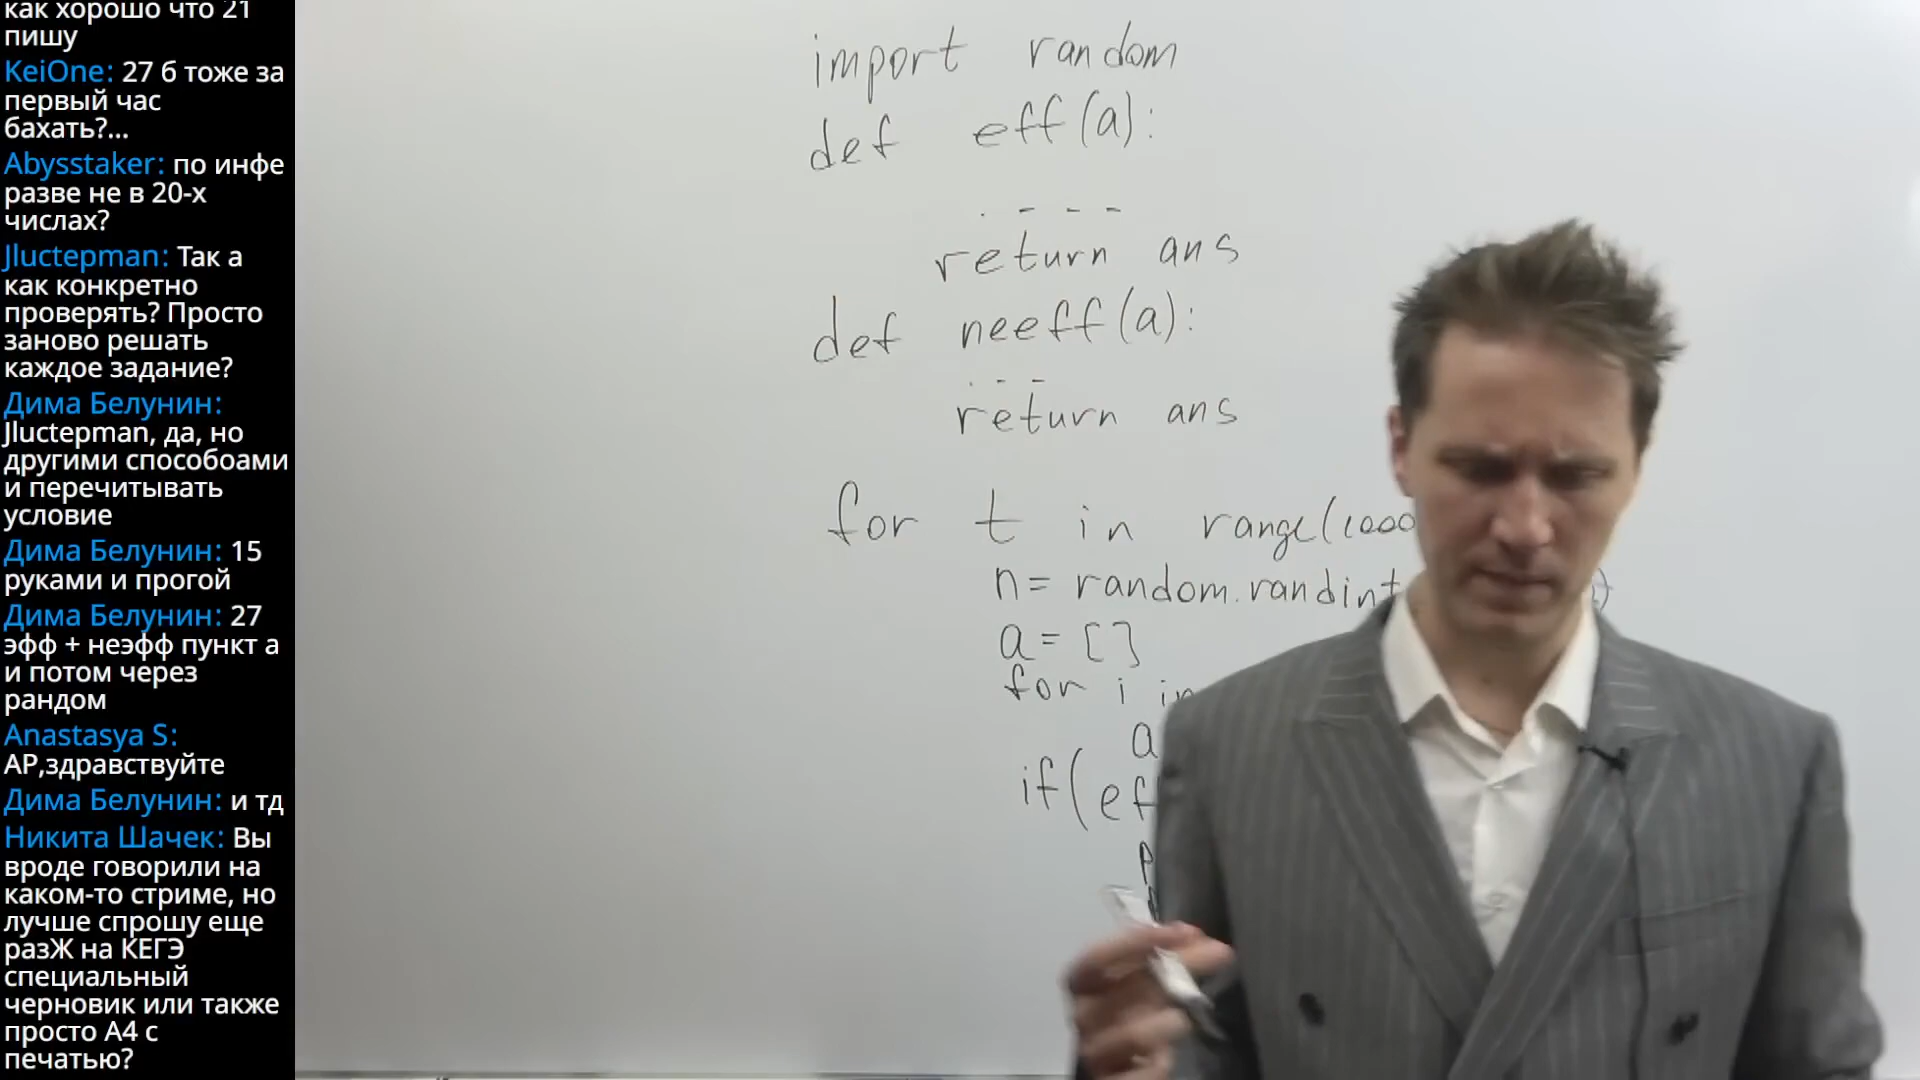 как хорошо что 21
пишу
KeiOne: 27 б тоже за
первый час
бахать?...
Abysstaker: по инфе
разве не в 20-х
числах?
Jluctepman: Так а
как конкретно
проверять? Просто
заново решать
каждое задание?
Дима Белунин:
Jluctepman, да, но
другими способоами
и перечитывать
условие
Дима Белунин: 15
руками и прогой
Дима Белунин: 27
эфф + неэфф пункт а
и потом через
рандом
Anastasya S:
АР,здравствуйте
Дима Белунин: и тд
Никита Шачек: Вы
вроде говорили на
каком-то стриме, но
лучше спрошу еще
разЖ на КЕГЭ
специальный
черновик или также
просто А4 с
печатью?
import random
def eff(a):
. - - -
return ans
def neeff(a):
. - -
return ans
for t in range(1000
n= random.randint )
a= []
for i in
a
if(ef
p